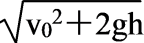 √(v₀² + 2gh)